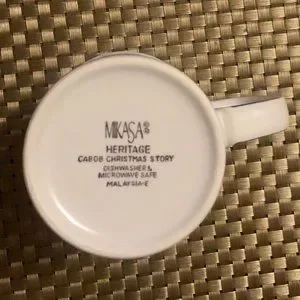 MIKASA®
HERITAGE
CAB08 CHRISTMAS STORY
DISHWASHER &
MICROWAVE SAFE
MALAYSIA-E